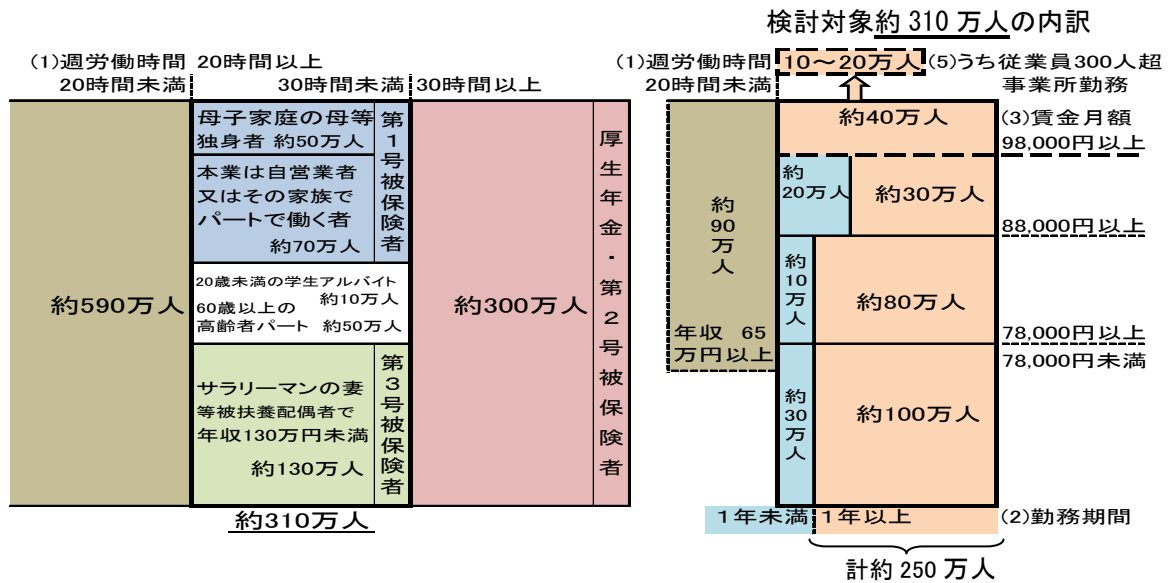 検討対象約310万人の内訳
(1)週労働時間 20時間以上
20時間未満
30時間未満
30時間以上
母子家庭の母等
独身者 約50万人
本業は自営業者
又はその家族で
パートで働く者
約70万人
第1号被保険者
約590万人
20歳未満の学生アルバイト
約10万人
60歳以上の
高齢者パート 約50万人
サラリーマンの妻
等被扶養配偶者で
年収130万円未満
約130万人
第3号被保険者
約300万人
厚生年金・第2号被保険者
約310万人
(1)週労働時間
20時間未満
10〜20万人
(5)うち従業員300人超
事業所勤務
約40万人
(3)賃金月額
98,000円以上
約90万人
年収 65
万円以上
約
20万人
約30万人
88,000円以上
約10万人
約80万人
78,000円以上
78,000円未満
約30万人
約100万人
1年未満
1年以上
(2)勤務期間
計約250万人